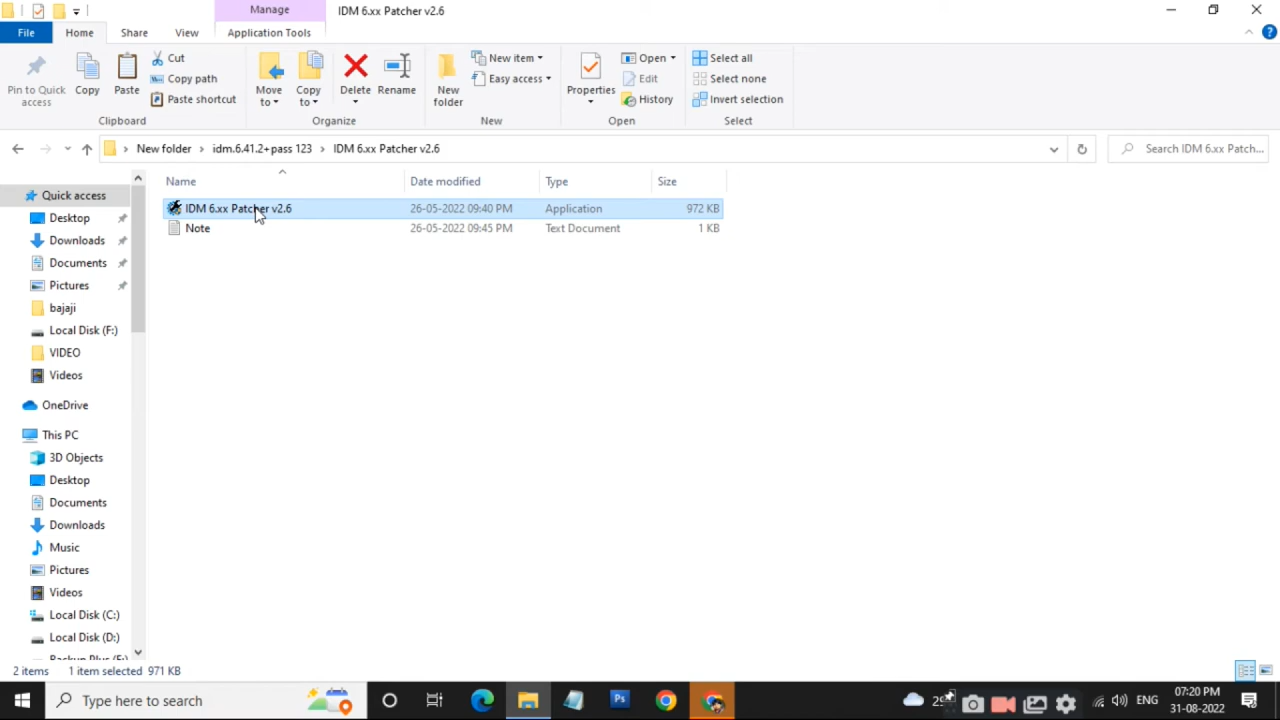 Manage
IDM 6.xx Patcher v2.6
File
Home
Share
View
Application Tools
Pin to Quick
access
Copy
Paste
Cut
Copy path
Paste shortcut
Clipboard
Move
to
Copy
to
Delete
Rename
Organize
New
folder
New item
Easy access
New
Properties
Open
Edit
History
Open
Select all
Select none
Invert selection
Select
New folder
idm.6.41.2+pass 123
IDM 6.xx Patcher v2.6
Search IDM 6.xx Patch...
Name
Date modified
Type
Size
IDM 6.xx Patcher v2.6
26-05-2022 09:40 PM
Application
972 KB
Note
26-05-2022 09:45 PM
Text Document
1 KB
Quick access
Desktop
Downloads
Documents
Pictures
bajaji
Local Disk (F:)
VIDEO
Videos
OneDrive
This PC
3D Objects
Desktop
Documents
Downloads
Music
Pictures
Videos
Local Disk (C:)
Local Disk (D:)
2 items
1 item selected 971 KB
Type here to search
Ps
ENG
07:20 PM
31-08-2022